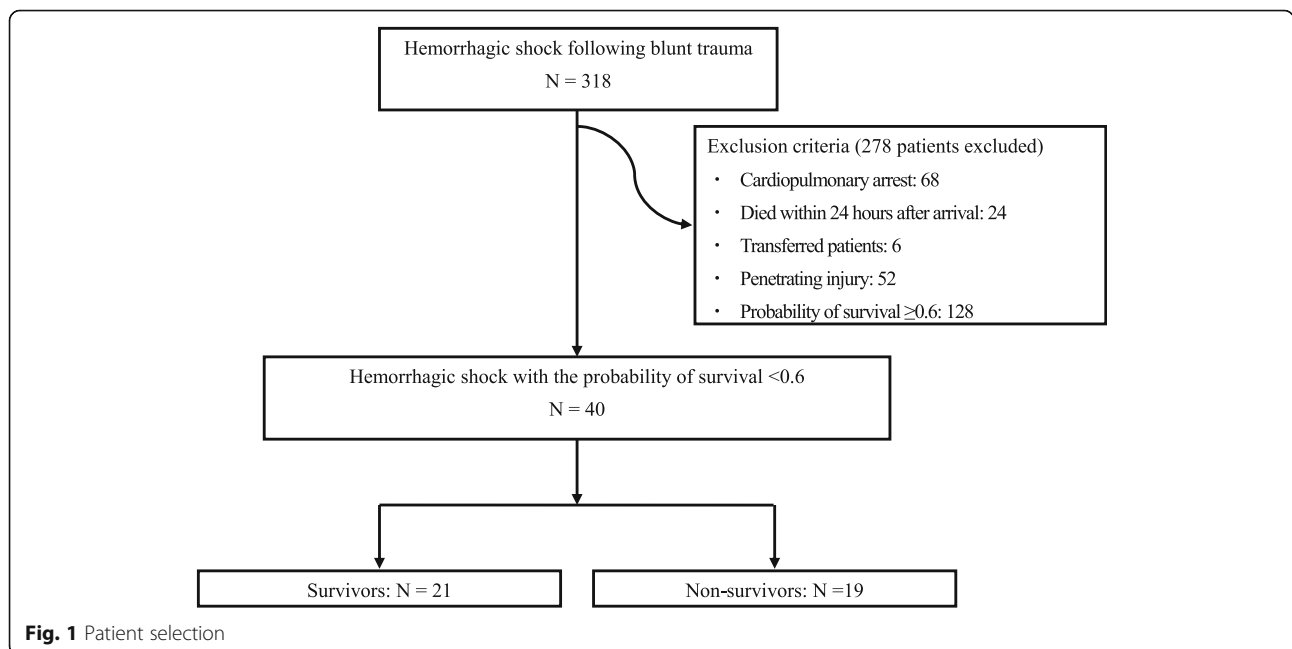 Hemorrhagic shock following blunt trauma
N = 318
Exclusion criteria (278 patients excluded)
・ Cardiopulmonary arrest: 68
・ Died within 24 hours after arrival: 24
・ Transferred patients: 6
・ Penetrating injury: 52
・ Probability of survival ≥0.6: 128
Hemorrhagic shock with the probability of survival <0.6
N = 40
Survivors: N = 21
Non-survivors: N =19
Fig. 1 Patient selection